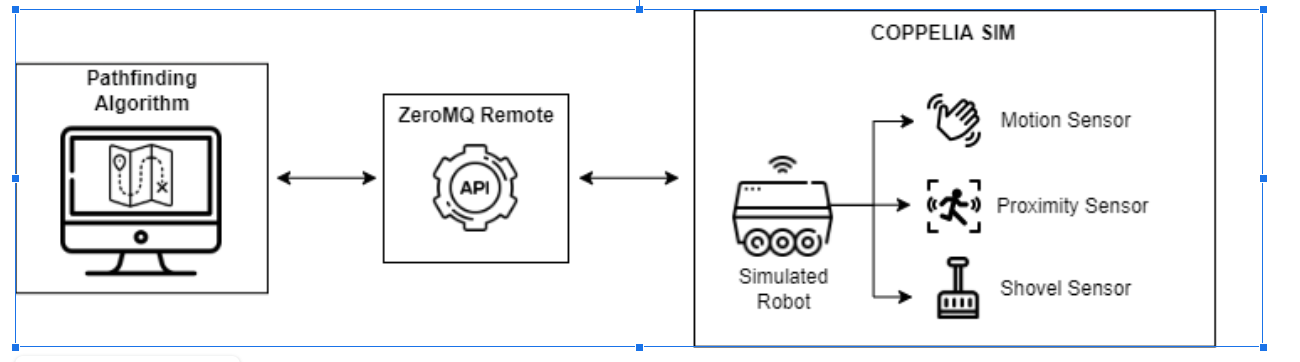 Pathfinding
Algorithm
ZeroMQ Remote
API
COPPELIA SIM
Simulated
Robot
Motion Sensor
Proximity Sensor
Shovel Sensor